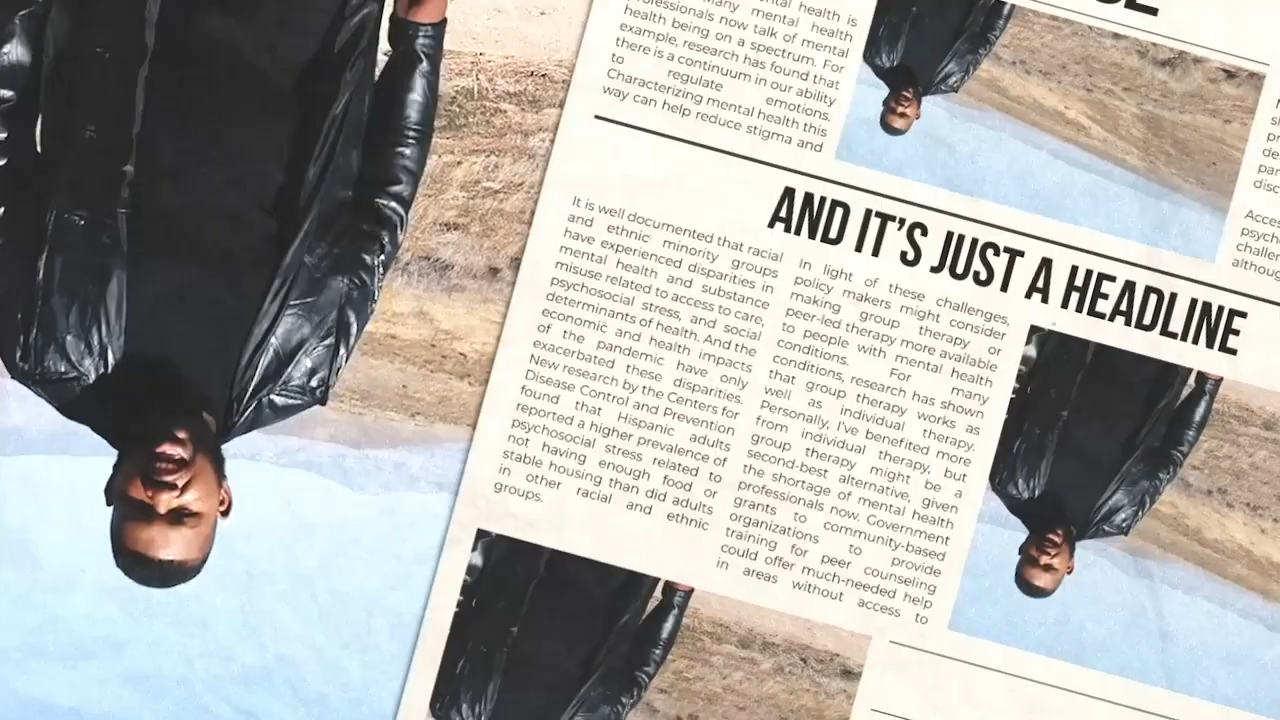 ental health is
Many mental health
professionals now talk of mental
health being on a spectrum. For
example, research has found that
there is a continuum in our ability
to regulate emotions.
Characterizing mental health this
way can help reduce stigma and
AND IT'S JUST A HEADLINE
It is well documented that racial
and ethnic minority groups
have experienced disparities in
mental health and substance
misuse related to access to care,
psychosocial stress, and social
determinants of health. And the
economic and health impacts
of the pandemic have only
exacerbated these disparities.
New research by the Centers for
Disease Control and Prevention
found that Hispanic adults
reported a higher prevalence of
psychosocial stress related to
not having enough food or
stable housing than did adults
in other racial and ethnic
groups.
In light of these challenges,
policy makers might consider
making group therapy or
peer-led therapy more available
to people with mental health
conditions. For many
conditions, research has shown
that group therapy works as
well as individual therapy.
Personally, I've benefited more
from individual therapy, but
group therapy might be a
second-best alternative, given
the shortage of mental health
professionals now. Government
grants to community-based
organizations to provide
training for peer counseling
could offer much-needed help
in areas without access to
pr
de
par
disc
Acces
psych
challen
althou